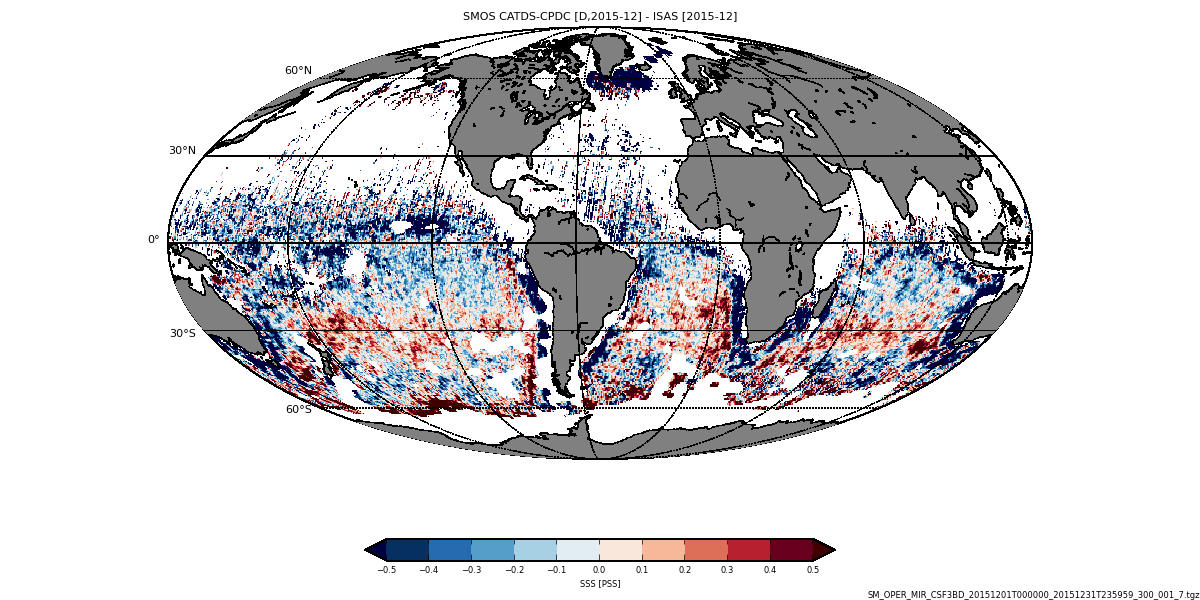 SMOS CATDS-CPDC [D,2015-12] - ISAS [2015-12]
60°N
30°N
0°
30°S
60°S
−0.5 −0.4 −0.3 −0.2 −0.1 0.0 0.1 0.2 0.3 0.4 0.5
SSS [PSS]
SM_OPER_MIR_CSF3BD_20151201T000000_20151231T235959_300_001_7.tgz